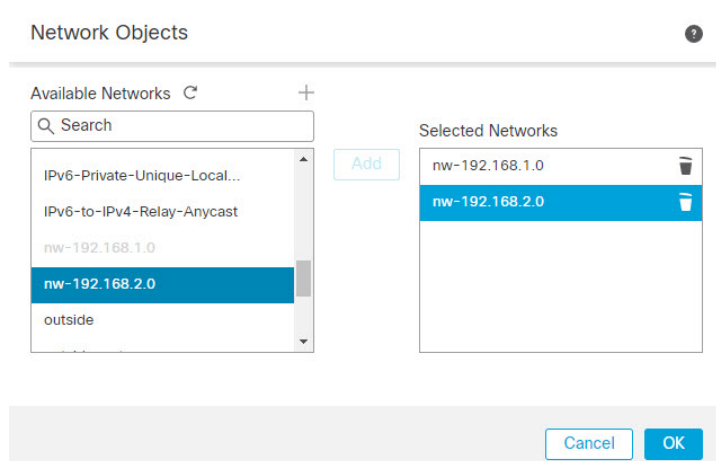 Network Objects
Available Networks
Search
IPv6-Private-Unique-Local...
IPv6-to-IPv4-Relay-Anycast
nw-192.168.1.0
nw-192.168.2.0
outside
Add
Selected Networks
nw-192.168.1.0
nw-192.168.2.0
Cancel
OK